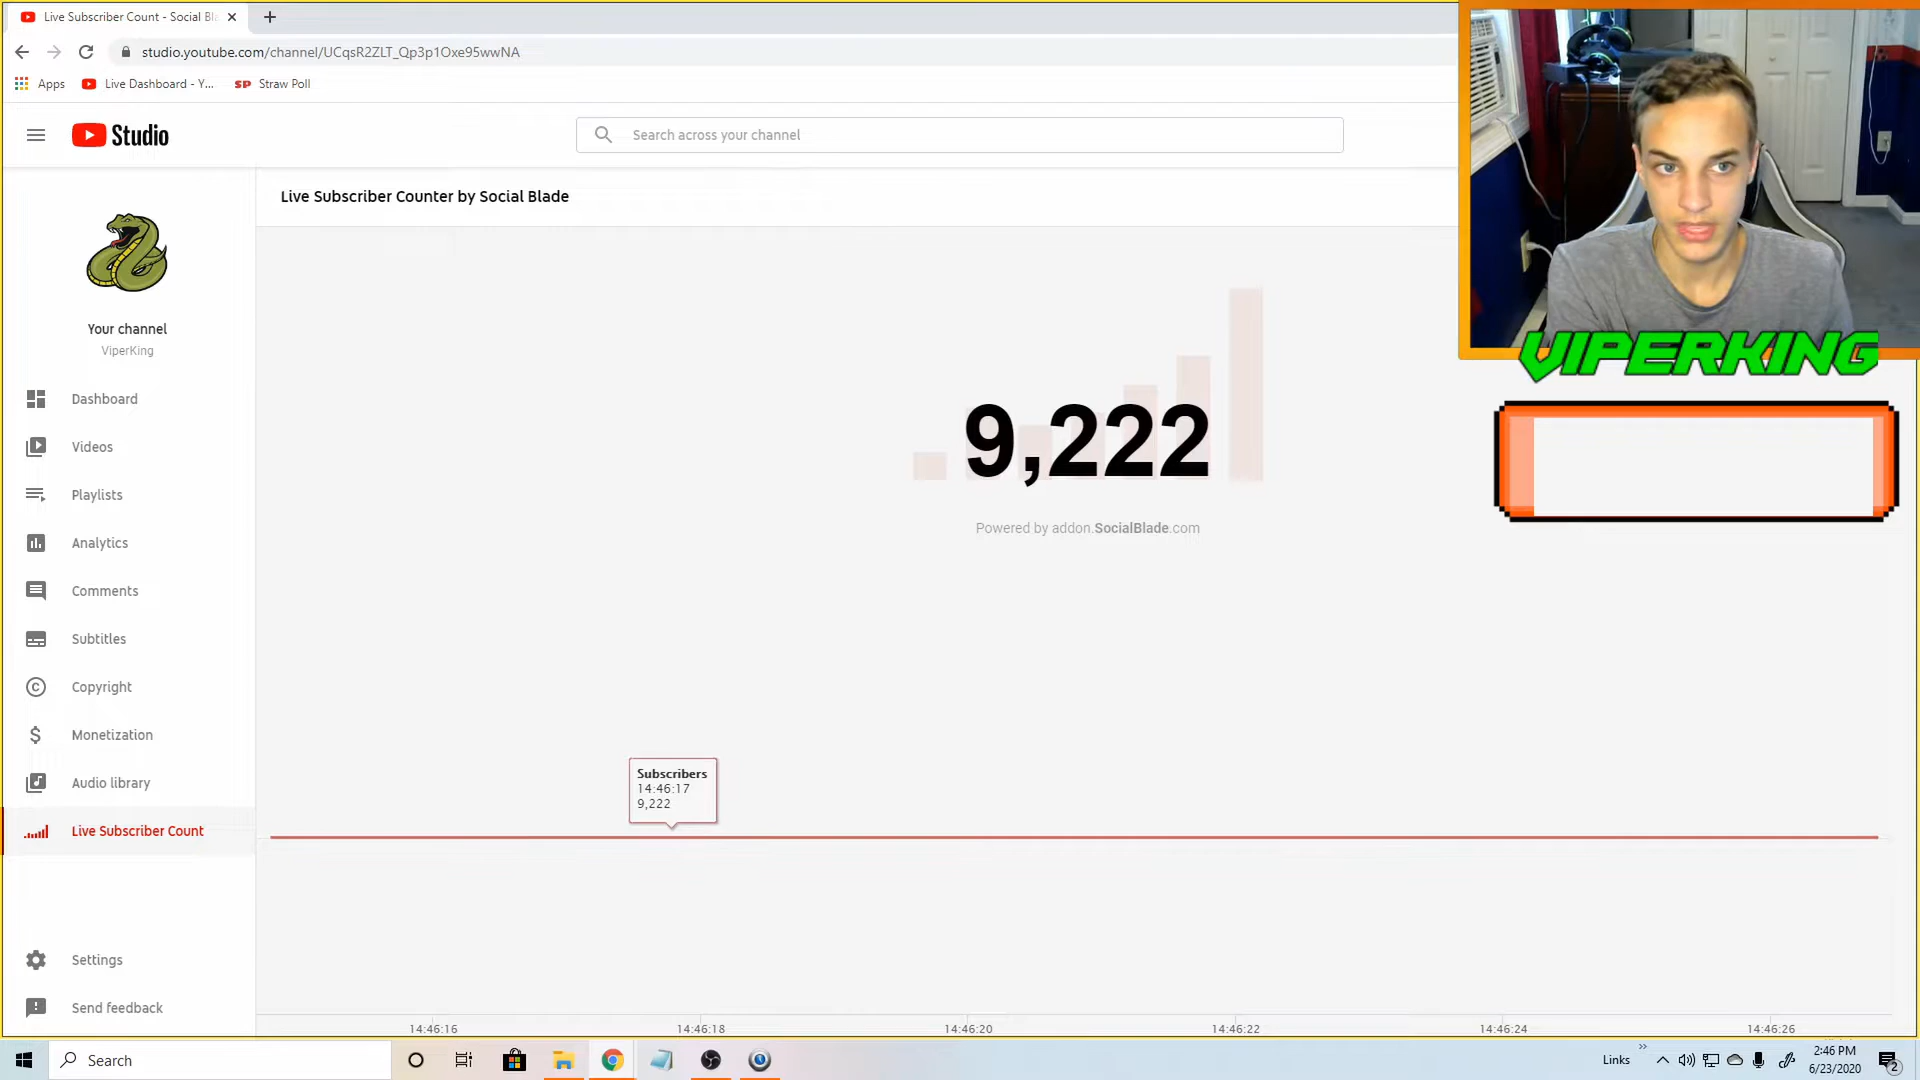 Live Subscriber Count - Social Bla
studio.youtube.com/channel/UCqsR2ZLT_Qp3p1Oxe95wwNA
Apps
Live Dashboard - Y...
SP Straw Poll
Studio
Search across your channel
Live Subscriber Counter by Social Blade
Your channel
ViperKing
Dashboard
Videos
Playlists
Analytics
Comments
Subtitles
Copyright
Monetization
Audio library
Live Subscriber Count
Settings
Send feedback
9,222
Powered by addon.SocialBlade.com
VIPERKING
Subscribers
14:46:17
9,222
14:46:16
14:46:18
14:46:20
14:46:22
14:46:24
14:46:26
Search
Links
2:46 PM
6/23/2020
2